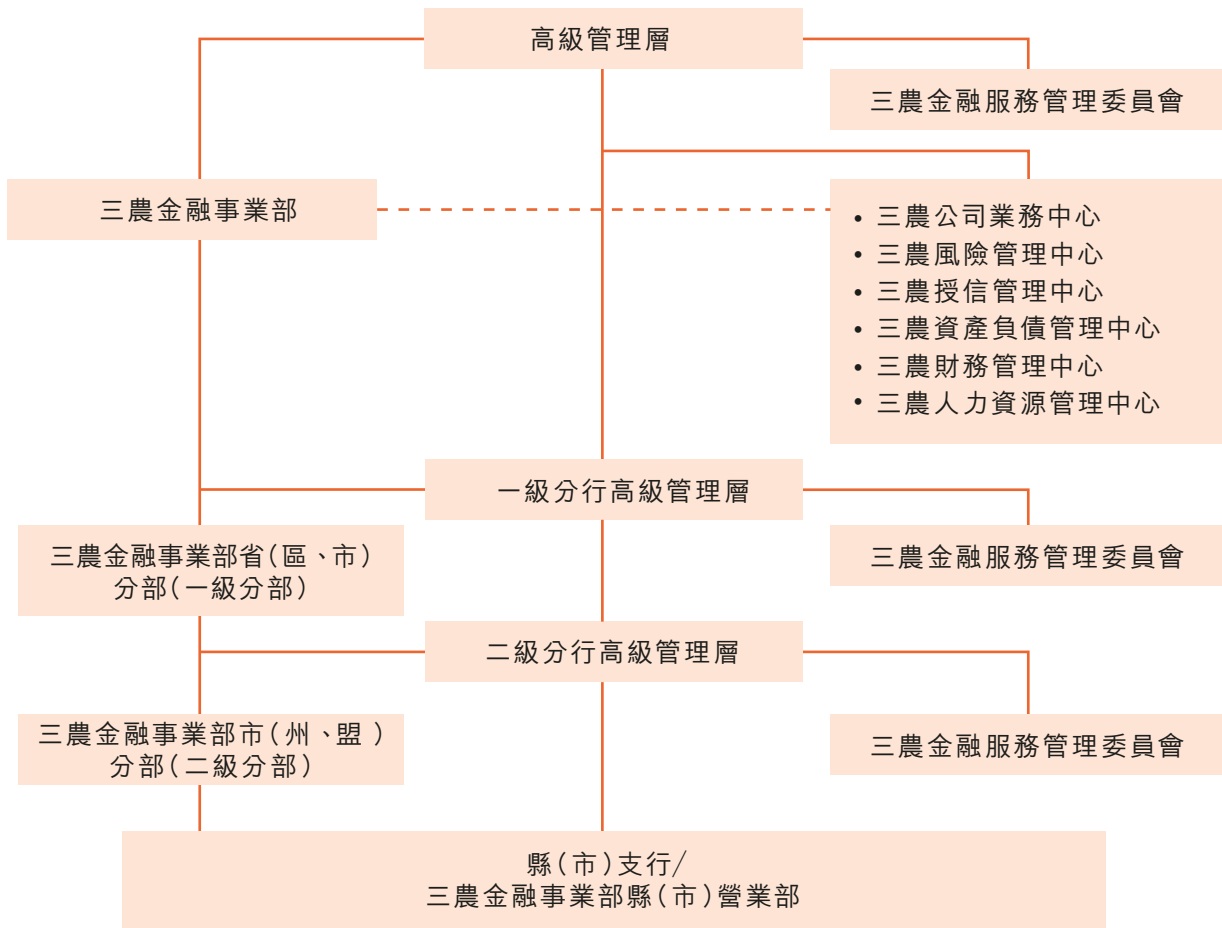 高級管理層
三農金融服務管理委員會
三農金融事業部
• 三農公司業務中心
• 三農風險管理中心
• 三農授信管理中心
• 三農資產負債管理中心
• 三農財務管理中心
• 三農人力資源管理中心
一級分行高級管理層
三農金融事業部省(區、市)
分部(一級分部)
三農金融服務管理委員會
二級分行高級管理層
三農金融事業部市(州、盟)
分部(二級分部)
三農金融服務管理委員會
縣(市)支行/
三農金融事業部縣(市)營業部